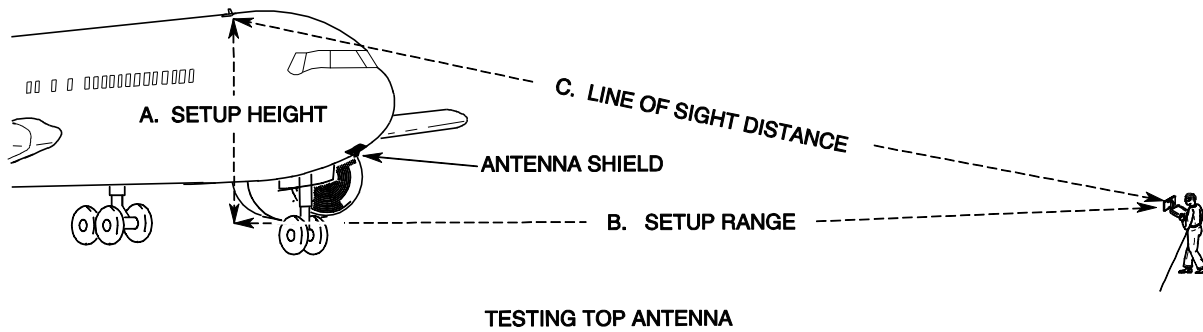 C. LINE OF SIGHT DISTANCE
A. SETUP HEIGHT
ANTENNA SHIELD
B. SETUP RANGE
TESTING TOP ANTENNA